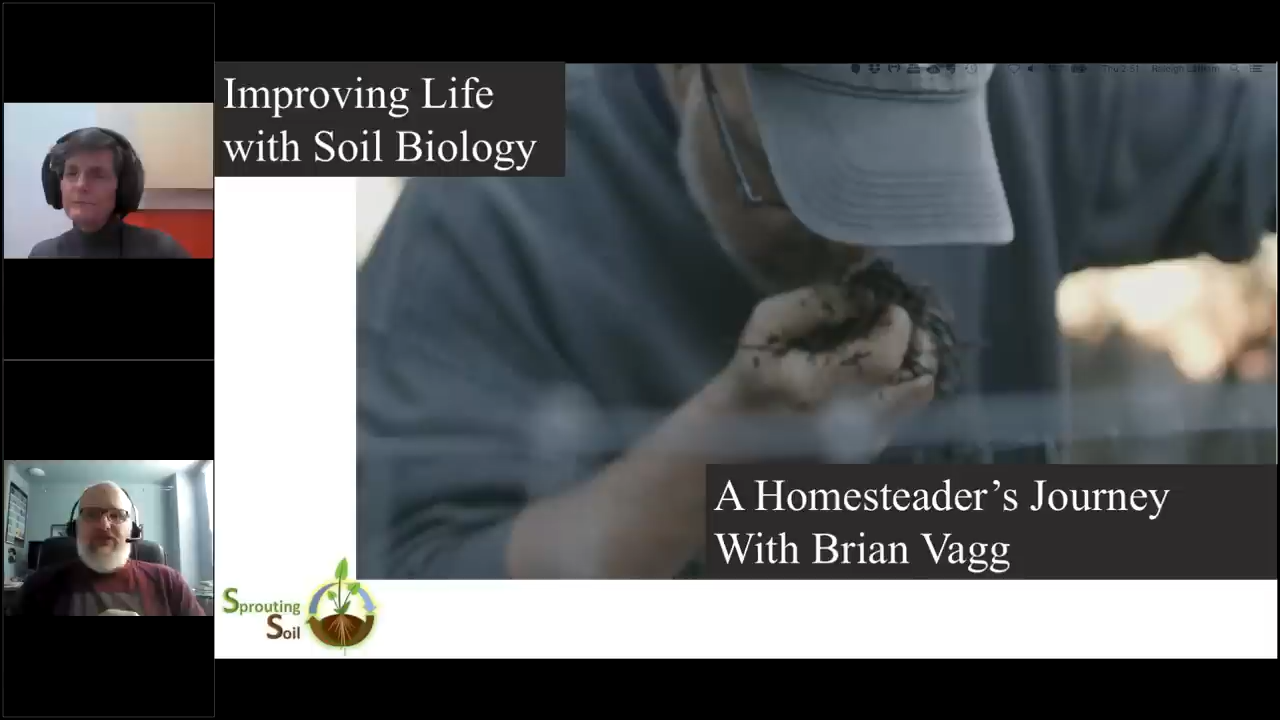 Improving Life
with Soil Biology
A Homesteader’s Journey
With Brian Vagg
Sprouting
Soil